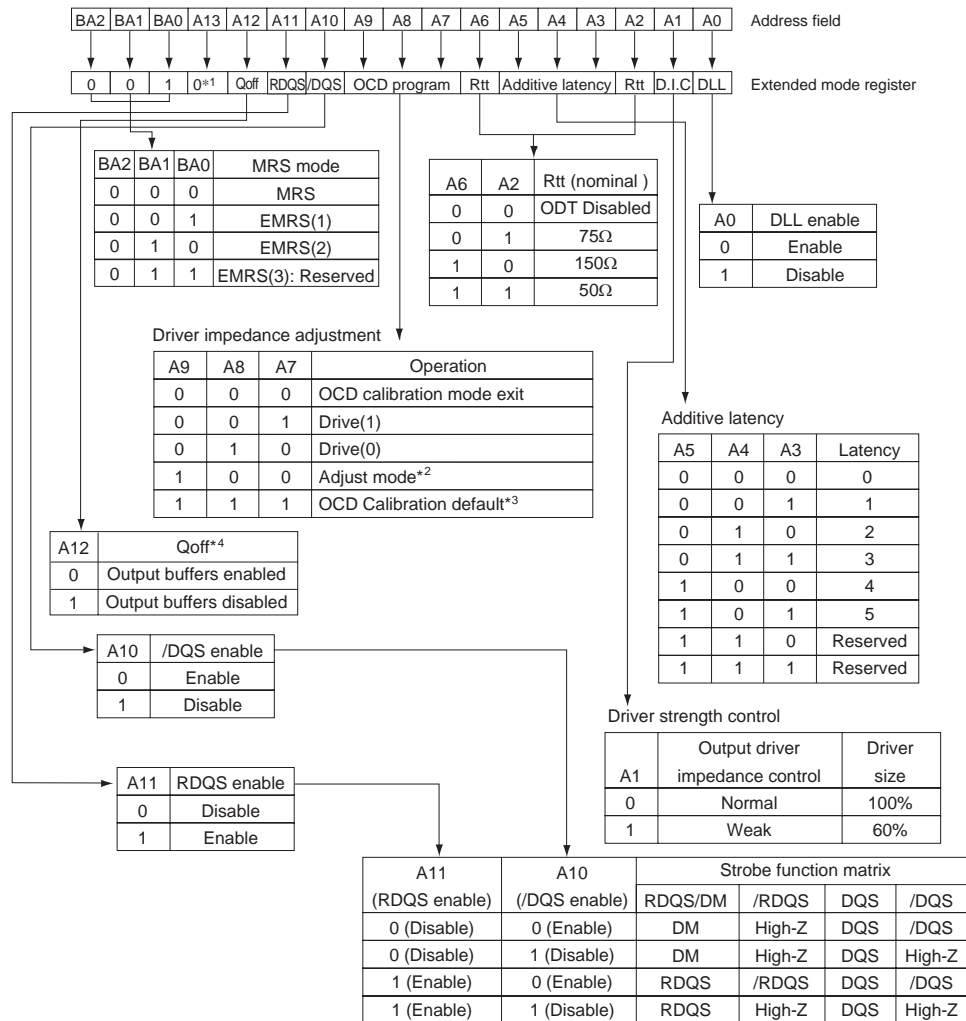 BA2 BA1 BA0 A13 A12 A11 A10 A9 A8 A7 A6 A5 A4 A3 A2 A1 A0 Address field
0 0 1 0*1 Qoff RDQS /DQS OCD program Rtt Additive latency Rtt D.I.C DLL Extended mode register
BA2 BA1 BA0 MRS mode
0 0 0 MRS
0 0 1 EMRS(1)
0 1 0 EMRS(2)
0 1 1 EMRS(3): Reserved
A6 A2 Rtt (nominal )
0 0 ODT Disabled
0 1 75Ω
1 0 150Ω
1 1 50Ω
A0 DLL enable
0 Enable
1 Disable
Driver impedance adjustment
A9 A8 A7 Operation
0 0 0 OCD calibration mode exit
0 0 1 Drive(1)
0 1 0 Drive(0)
1 0 0 Adjust mode*2
1 1 1 OCD Calibration default*3
Additive latency
A5 A4 A3 Latency
0 0 0 0
0 0 1 1
0 1 0 2
0 1 1 3
1 0 0 4
1 0 1 5
1 1 0 Reserved
1 1 1 Reserved
A12 Qoff*4
0 Output buffers enabled
1 Output buffers disabled
A10 /DQS enable
0 Enable
1 Disable
Driver strength control
Output driver Driver
A1 impedance control size
0 Normal 100%
1 Weak 60%
A11 RDQS enable
0 Disable
1 Enable
A11 A10 Strobe function matrix
(RDQS enable) (/DQS enable) RDQS/DM /RDQS DQS /DQS
0 (Disable) 0 (Enable) DM High-Z DQS /DQS
0 (Disable) 1 (Disable) DM High-Z DQS High-Z
1 (Enable) 0 (Enable) RDQS /RDQS DQS /DQS
1 (Enable) 1 (Disable) RDQS High-Z DQS High-Z